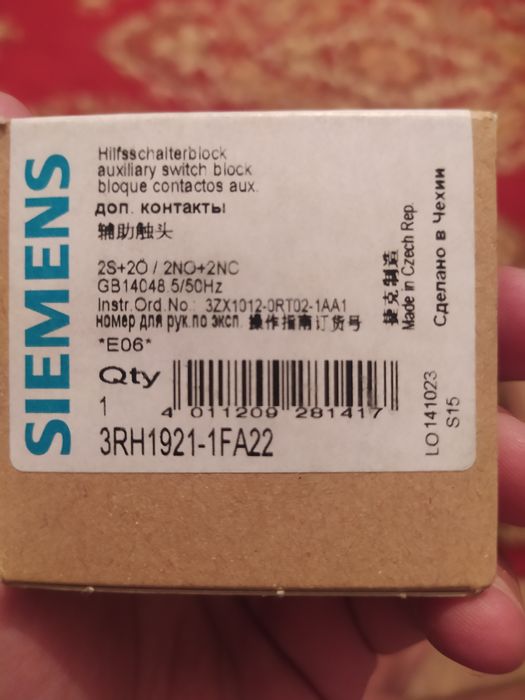 SIEMENS
Hilfsschalterblock
auxiliary switch block
bloque contactos aux.
доп. контакты
辅助触头
2S+2Ö / 2NO+2NC
GB14048.5/50Hz
Instr.Ord.No.: 3ZX1012-0RT02-1AA1
номер для рук.по эксп. 操作指南订货号
*E06*
Qty
1
4 011209 281417
3RH1921-1FA22
捷克制造
Made in Czech Rep.
Сделано в Чехии
LO141023
S15